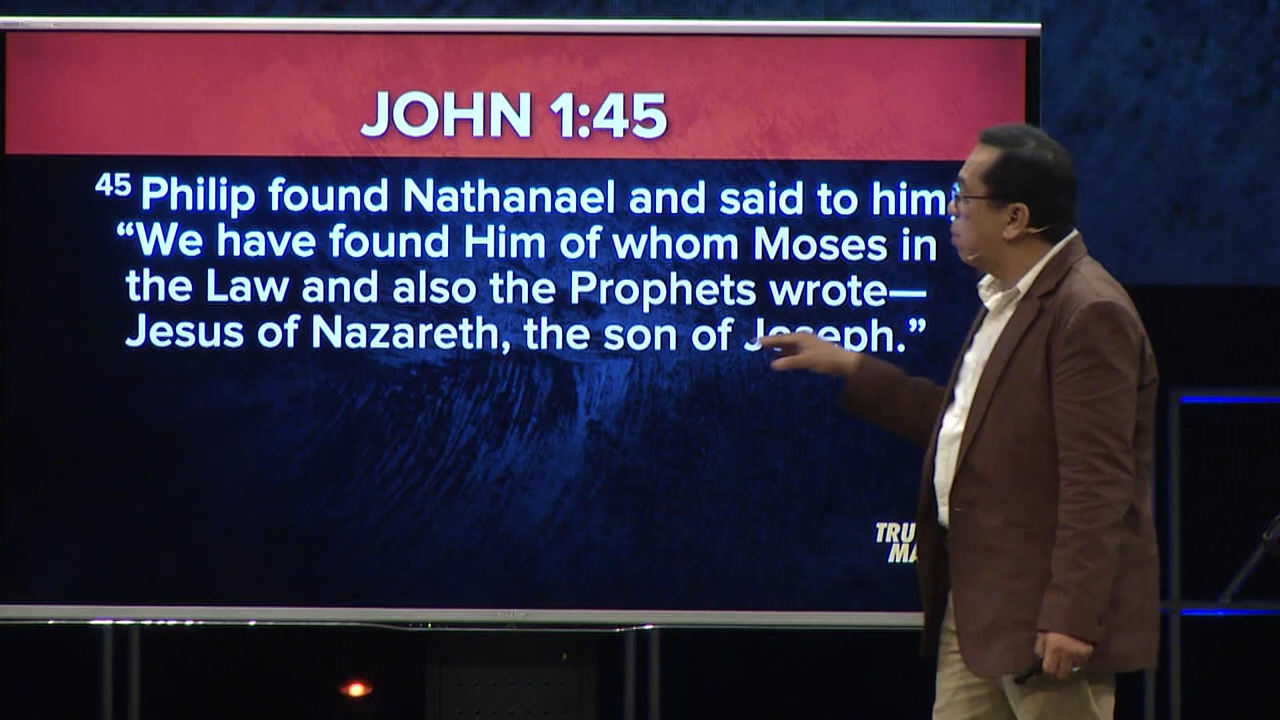 JOHN 1:45
45 Philip found Nathanael and said to him,
“We have found Him of whom Moses in
the Law and also the Prophets wrote—
Jesus of Nazareth, the son of Joseph.”